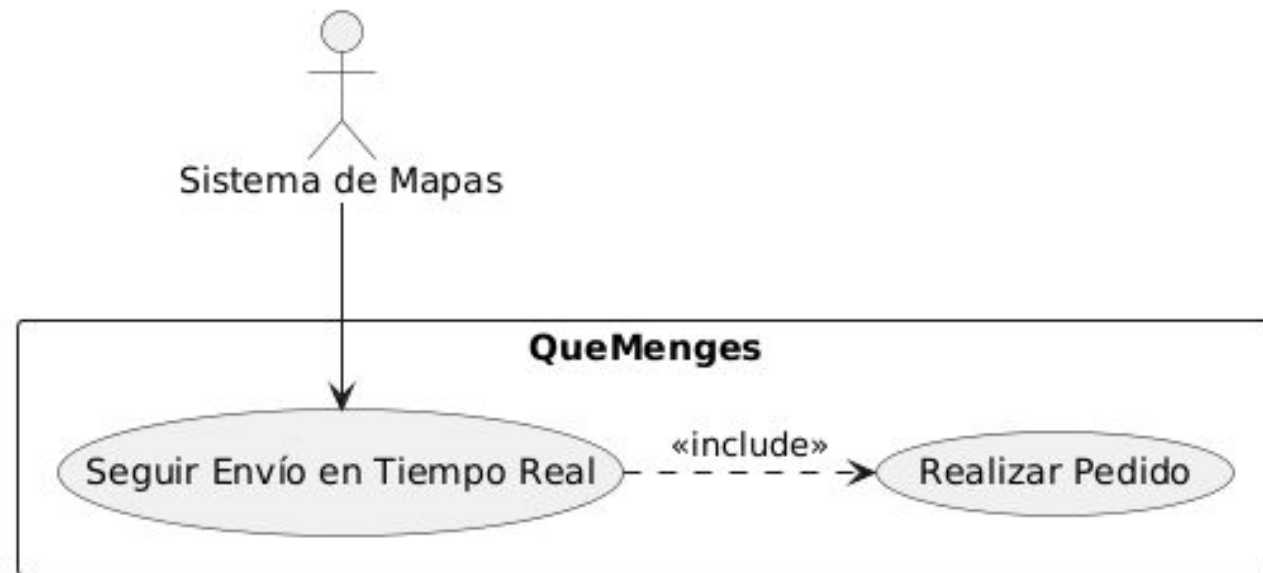 Sistema de Mapas
QueMenges
«include»
Seguir Envío en Tiempo Real
Realizar Pedido